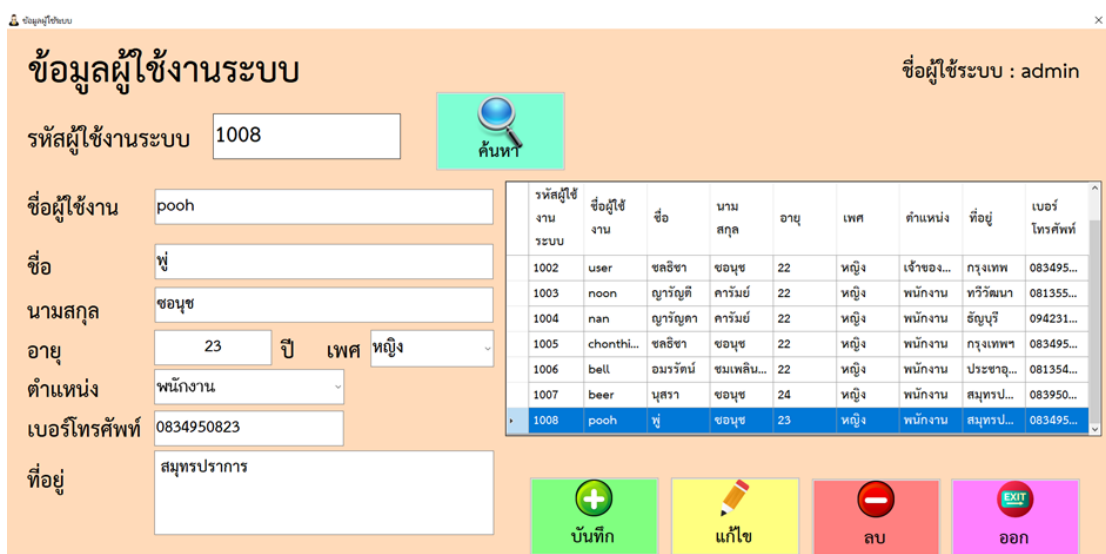 ข้อมูลผู้ใช้ระบบ
ข้อมูลผู้ใช้งานระบบ
ชื่อผู้ใช้ระบบ : admin
รหัสผู้ใช้งานระบบ 1008
ค้นหา
ชื่อผู้ใช้งาน pooh
ชื่อ พู่
นามสกุล ซอนุช
อายุ 23 ปี เพศ หญิง
ตำแหน่ง พนักงาน
เบอร์โทรศัพท์ 0834950823
ที่อยู่ สมุทรปราการ
รหัสผู้ใช้งานระบบ ชื่อผู้ใช้งาน ชื่อ นามสกุล อายุ เพศ ตำแหน่ง ที่อยู่ เบอร์โทรศัพท์
1002 user ชลธิชา ซอนุช 22 หญิง เจ้าของ... กรุงเทพ 083495...
1003 noon ญารัญตี คารัมย์ 22 หญิง พนักงาน ทวีวัฒนา 081355...
1004 nan ญารัญดา คารัมย์ 22 หญิง พนักงาน ธัญบุรี 094231...
1005 chonthi... ชลธิชา ซอนุช 22 หญิง พนักงาน กรุงเทพฯ 083495...
1006 bell อมรรัตน์ ชมเพลิน... 22 หญิง พนักงาน ประชาอุ... 081354...
1007 beer นุสรา ซอนุช 24 หญิง พนักงาน สมุทรป... 083950...
1008 pooh พู่ ซอนุช 23 หญิง พนักงาน สมุทรป... 083495...
บันทึก แก้ไข ลบ EXIT ออก